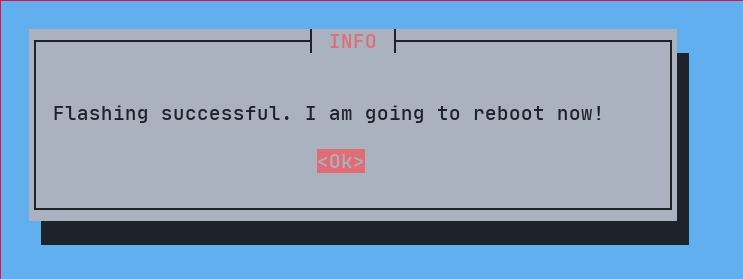 INFO
Flashing successful. I am going to reboot now!
<Ok>